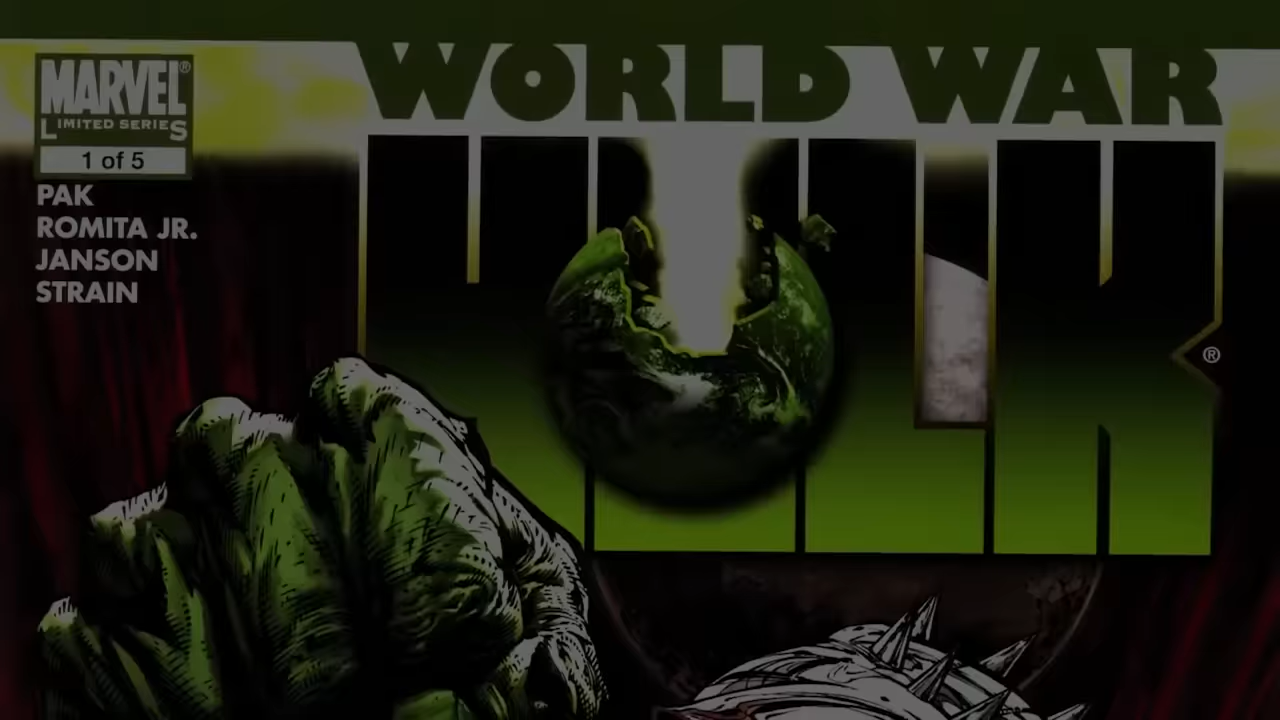 WORLD WAR
HULK®
MARVEL®
LIMITED SERIES
1 of 5
PAK
ROMITA JR.
JANSON
STRAIN